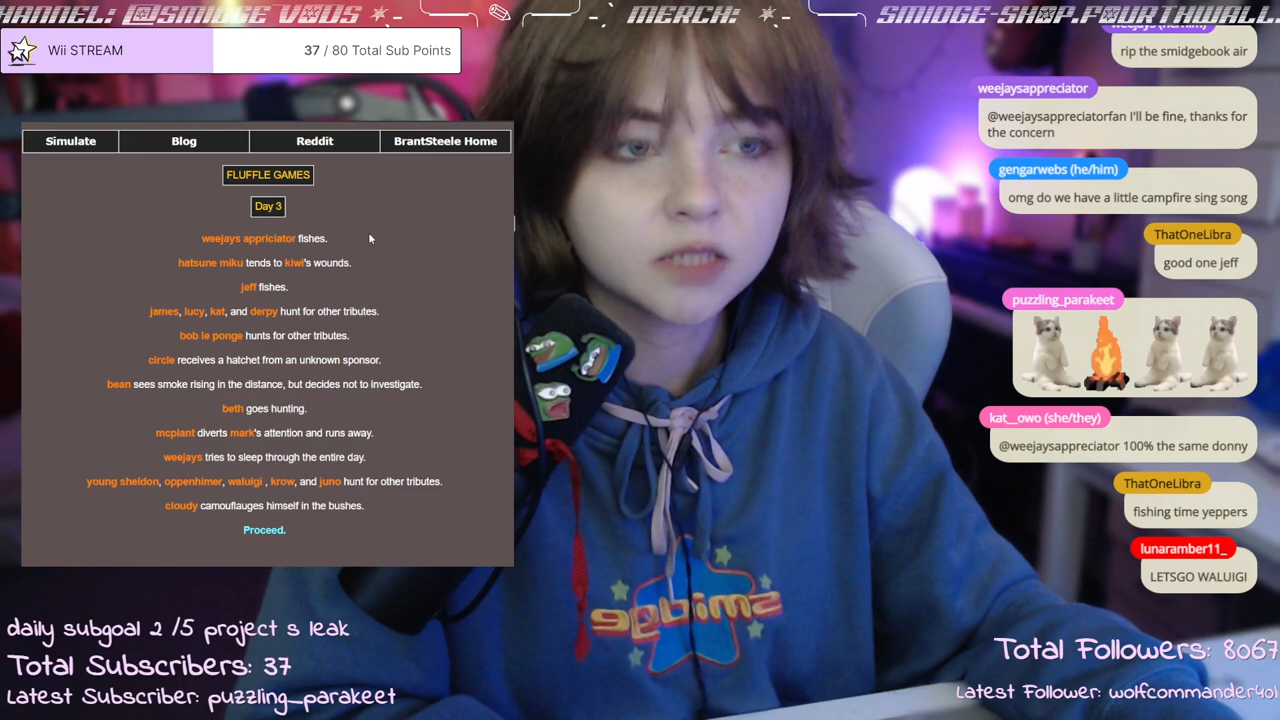 HANNEL: @SMIDGE VODS
MERCH:
SMIDGE-SHOP.FOURTHWALL.
Wii STREAM
37 / 80 Total Sub Points
Simulate
Blog
Reddit
BrantSteele Home
FLUFFLE GAMES
Day 3
weejays appriciator fishes.
hatsune miku tends to kiwi's wounds.
jeff fishes.
james, lucy, kat, and derpy hunt for other tributes.
bob le ponge hunts for other tributes.
circle receives a hatchet from an unknown sponsor.
bean sees smoke rising in the distance, but decides not to investigate.
beth goes hunting.
mcplant diverts mark's attention and runs away.
weejays tries to sleep through the entire day.
young sheldon, oppenhimer, waluigi , krow, and juno hunt for other tributes.
cloudy camouflauges himself in the bushes.
Proceed.
weejays (he/him)
rip the smidgebook air
weejaysappreciator
@weejaysappreciatorfan I'll be fine, thanks for
the concern
gengarwebs (he/him)
omg do we have a little campfire sing song
ThatOneLibra
good one jeff
puzzling_parakeet
kat__owo (she/they)
@weejaysappreciator 100% the same donny
ThatOneLibra
fishing time yeppers
lunaramber11_
LETSGO WALUIGI
smidge
daily subgoal 2 /5 project s leak
Total Subscribers: 37
Latest Subscriber: puzzling_parakeet
Total Followers: 8067
Latest Follower: wolfcommander401